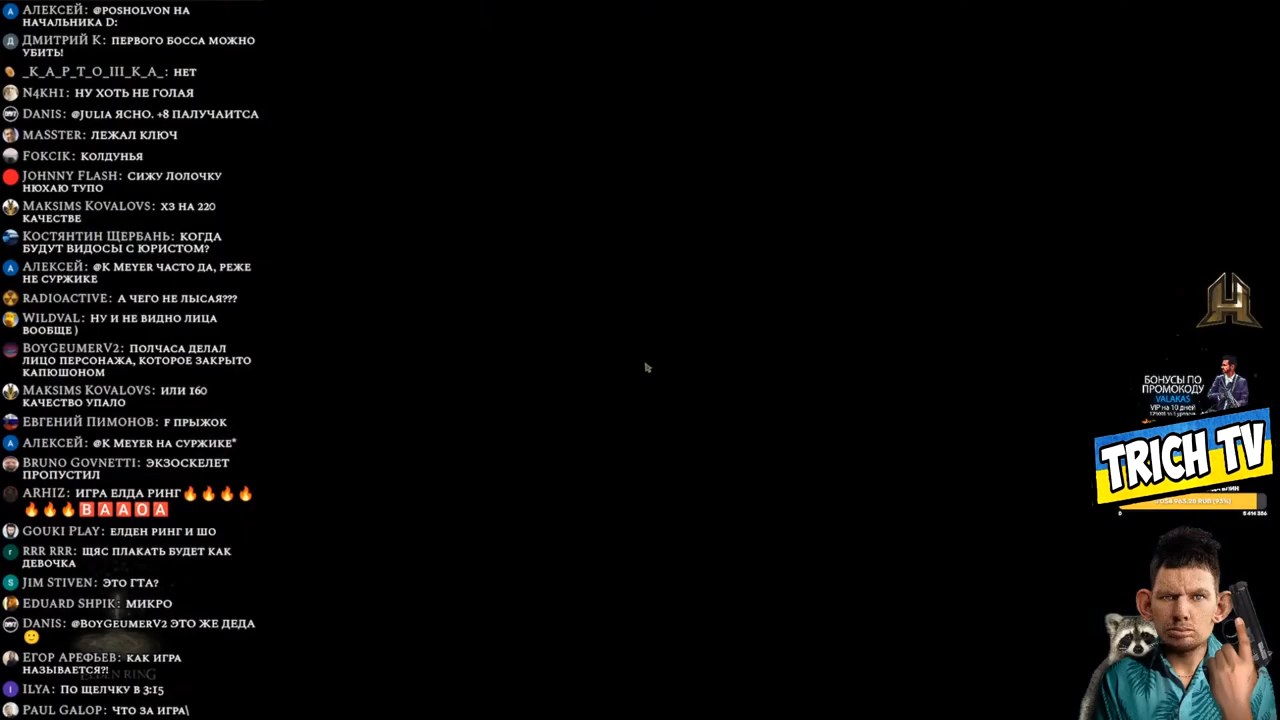 АЛЕКСЕЙ: @POSHOLVON НА
НАЧАЛЬНИКА D:
ДМИТРИЙ К: ПЕРВОГО БОССА МОЖНО
УБИТЬ!
_K_A_P_T_O_III_K_A_: НЕТ
N4KH1: НУ ХОТЬ НЕ ГОЛАЯ
DANIS: @JULIA ЯСНО. +8 ПАЛУЧАИТСА
MASSTER: ЛЕЖАЛ КЛЮЧ
FOKCIK: КОЛДУНЬЯ
JOHNNY FLASH: СИЖУ ЛОЛОЧКУ
НЮХАЮ ТУПО
MAKSIMS KOVALOVS: ХЗ НА 220
КАЧЕСТВЕ
КОСТЯНТИН ЩЕРБАНЬ: КОГДА
БУДУТ ВИДОСЫ С ЮРИСТОМ?
АЛЕКСЕЙ: @K MEYER ЧАСТО ДА, РЕЖЕ
НЕ СУРЖИКЕ
RADIOACTIVE: А ЧЕГО НЕ ЛЫСАЯ???
WILDVAL: НУ И НЕ ВИДНО ЛИЦА
ВООБЩЕ )
BOYGEUMERV2: ПОЛЧАСА ДЕЛАЛ
ЛИЦО ПЕРСОНАЖА, КОТОРОЕ ЗАКРЫТО
КАПЮШОНОМ
MAKSIMS KOVALOVS: ИЛИ 160
КАЧЕСТВО УПАЛО
ЕВГЕНИЙ ПИМОНОВ: F ПРЫЖОК
АЛЕКСЕЙ: @K MEYER НА СУРЖИКЕ*
BRUNO GOVNETTI: ЭКЗОСКЕЛЕТ
ПРОПУСТИЛ
ARHIZ: ИГРА ЕЛДА РИНГ🔥🔥🔥🔥
🔥🔥🔥🅱🅰🅰🅾🅰
GOUKI PLAY: ЕЛДЕН РИНГ И ШО
RRR RRR: ЩЯС ПЛАКАТЬ БУДЕТ КАК
ДЕВОЧКА
JIM STIVEN: ЭТО ГТА?
EDUARD SHPIK: МИКРО
DANIS: @BOYGEUMERV2 ЭТО ЖЕ ДЕДА
🙂
ЕГОР АРЕФЬЕВ: КАК ИГРА
НАЗЫВАЕТСЯ?!
ELDEN RING
ILYA: ПО ЩЕЛЧКУ В 3:15
PAUL GALOP: ЧТО ЗА ИГРА\
БОНУСЫ ПО
ПРОМОКОДУ
VALAKAS
VIP НА 10 ДНЕЙ
TRICH TV